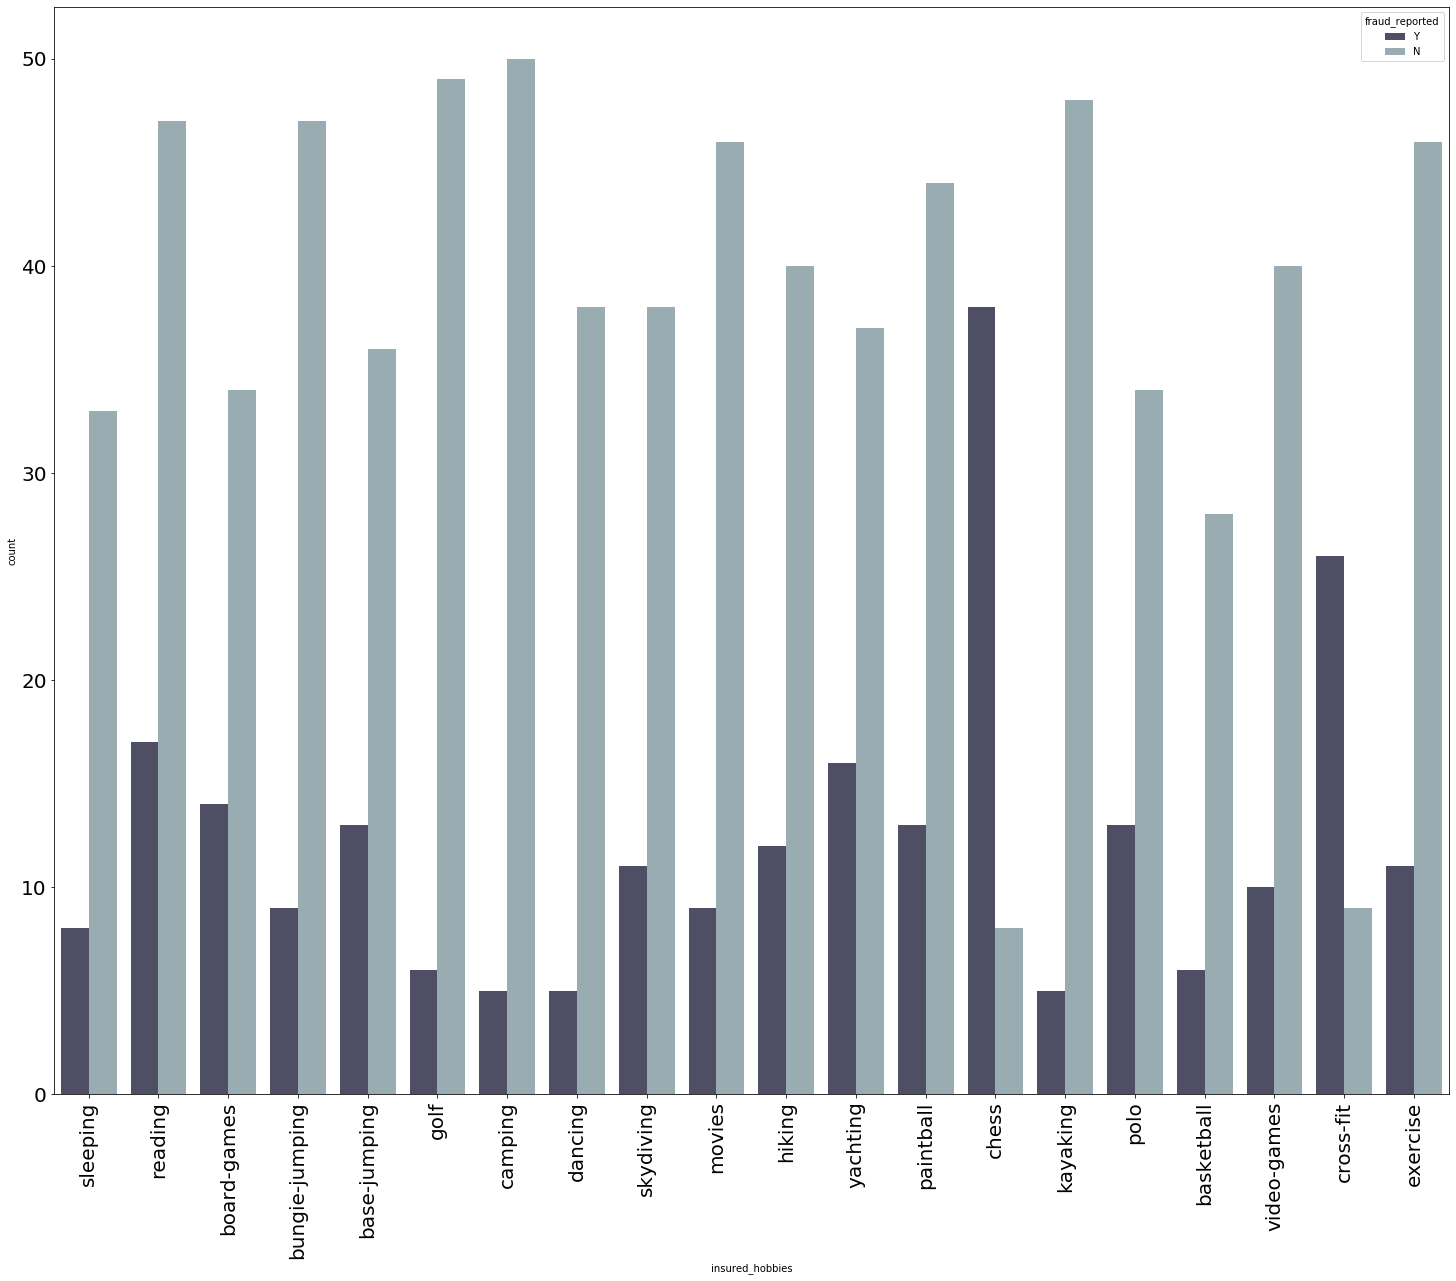 fraud_reported
Y
N
50
40
30
20
10
0
count
sleeping
reading
board-games
bungie-jumping
base-jumping
golf
camping
dancing
skydiving
movies
hiking
yachting
paintball
chess
kayaking
polo
basketball
video-games
cross-fit
exercise
insured_hobbies